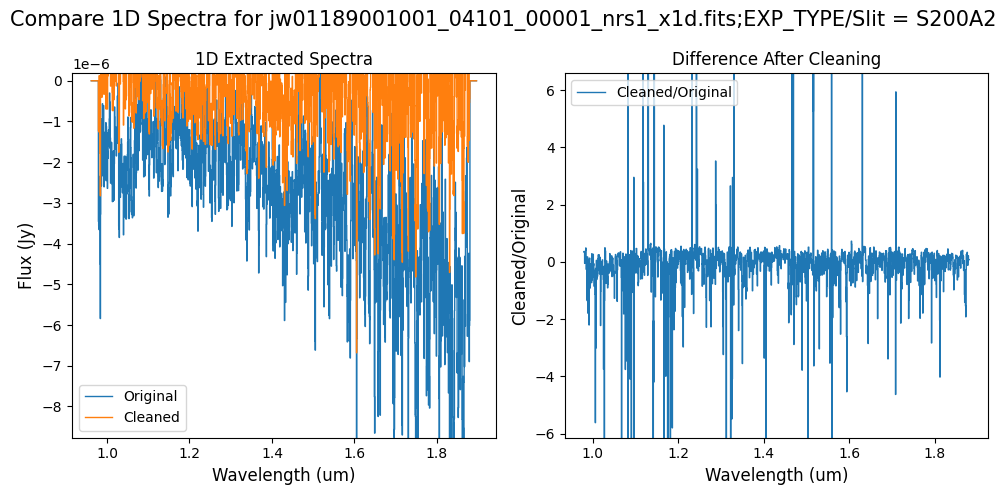 Compare 1D Spectra for jw01189001001_04101_00001_nrs1_x1d.fits;EXP_TYPE/Slit = S200A2
1D Extracted Spectra
1e−6
0
−1
−2
−3
−4
−5
−6
−7
−8
Flux (Jy)
Original
Cleaned
1.0 1.2 1.4 1.6 1.8
Wavelength (um)
Difference After Cleaning
Cleaned/Original
6
4
2
0
−2
−4
−6
Cleaned/Original
1.0 1.2 1.4 1.6 1.8
Wavelength (um)